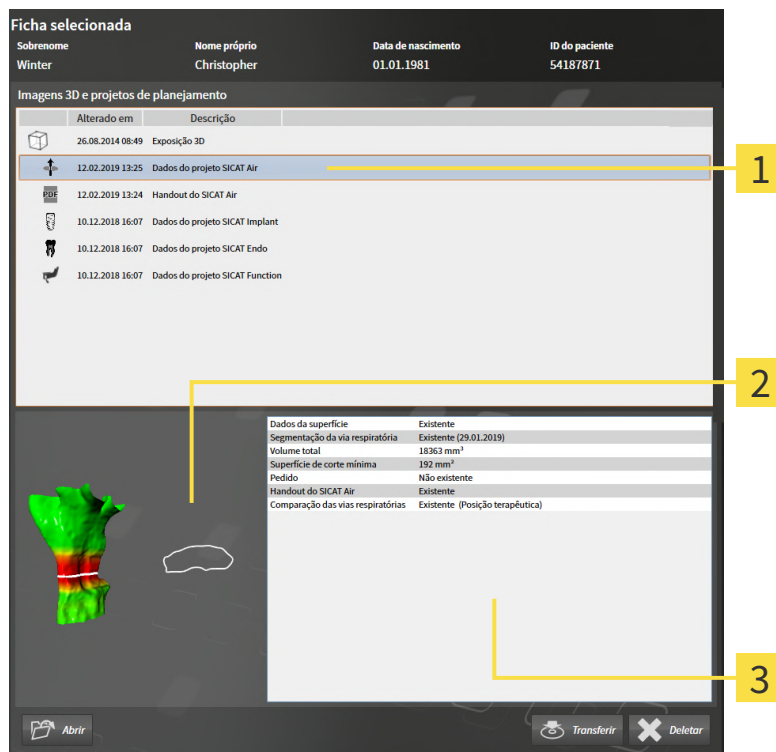 Ficha selecionada
Sobrenome Nome próprio Data de nascimento ID do paciente
Winter Christopher 01.01.1981 54187871
Imagens 3D e projetos de planejamento
Alterado em Descrição
26.08.2014 08:49 Exposição 3D
12.02.2019 13:25 Dados do projeto SICAT Air
1
PDF 12.02.2019 13:24 Handout do SICAT Air
10.12.2018 16:07 Dados do projeto SICAT Implant
10.12.2018 16:07 Dados do projeto SICAT Endo
10.12.2018 16:07 Dados do projeto SICAT Function
2
Dados da superfície Existente
Segmentação da via respiratória Existente (29.01.2019)
Volume total 18363 mm³
Superfície de corte mínima 192 mm²
Pedido Não existente
Handout do SICAT Air Existente
Comparação das vias respiratórias Existente (Posição terapêutica)
3
Abrir Transferir Deletar